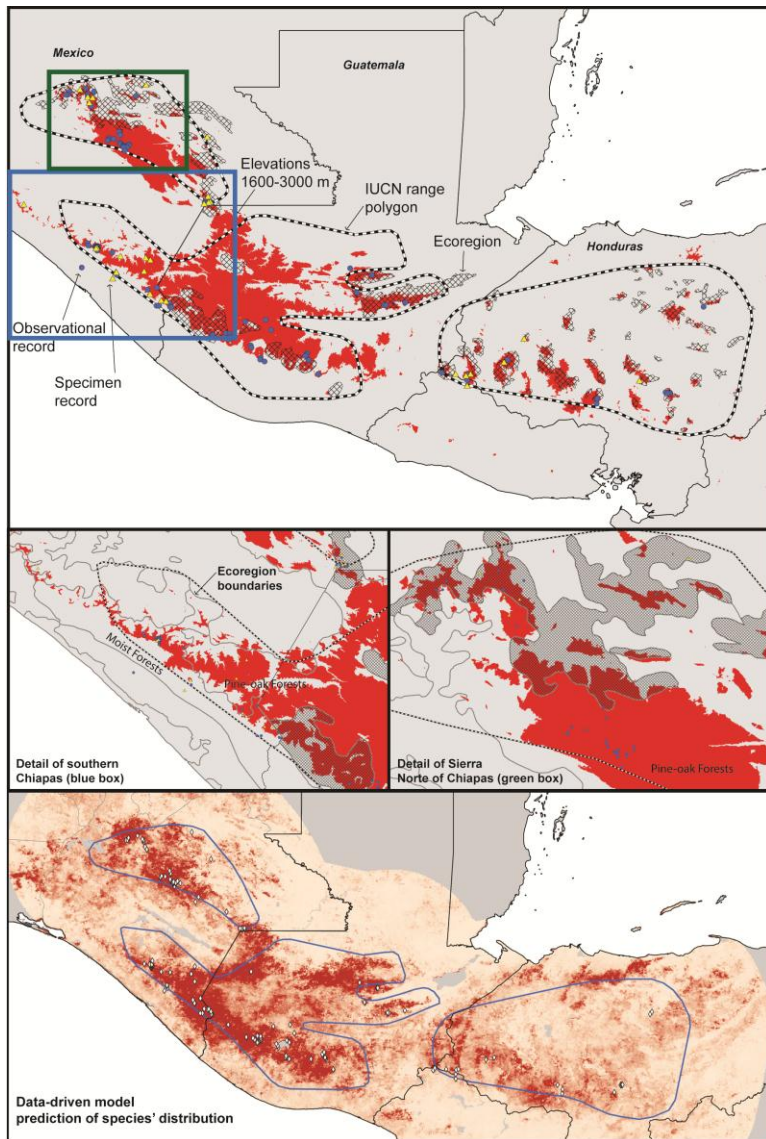 Mexico
Guatemala
Elevations
1600-3000 m
IUCN range
polygon
Ecoregion
Honduras
Observational
record
Specimen
record
Ecoregion
boundaries
Moist Forests
Pine-oak Forests
Detail of southern
Chiapas (blue box)
Detail of Sierra
Norte of Chiapas (green box)
Pine-oak Forests
Data-driven model
prediction of species' distribution